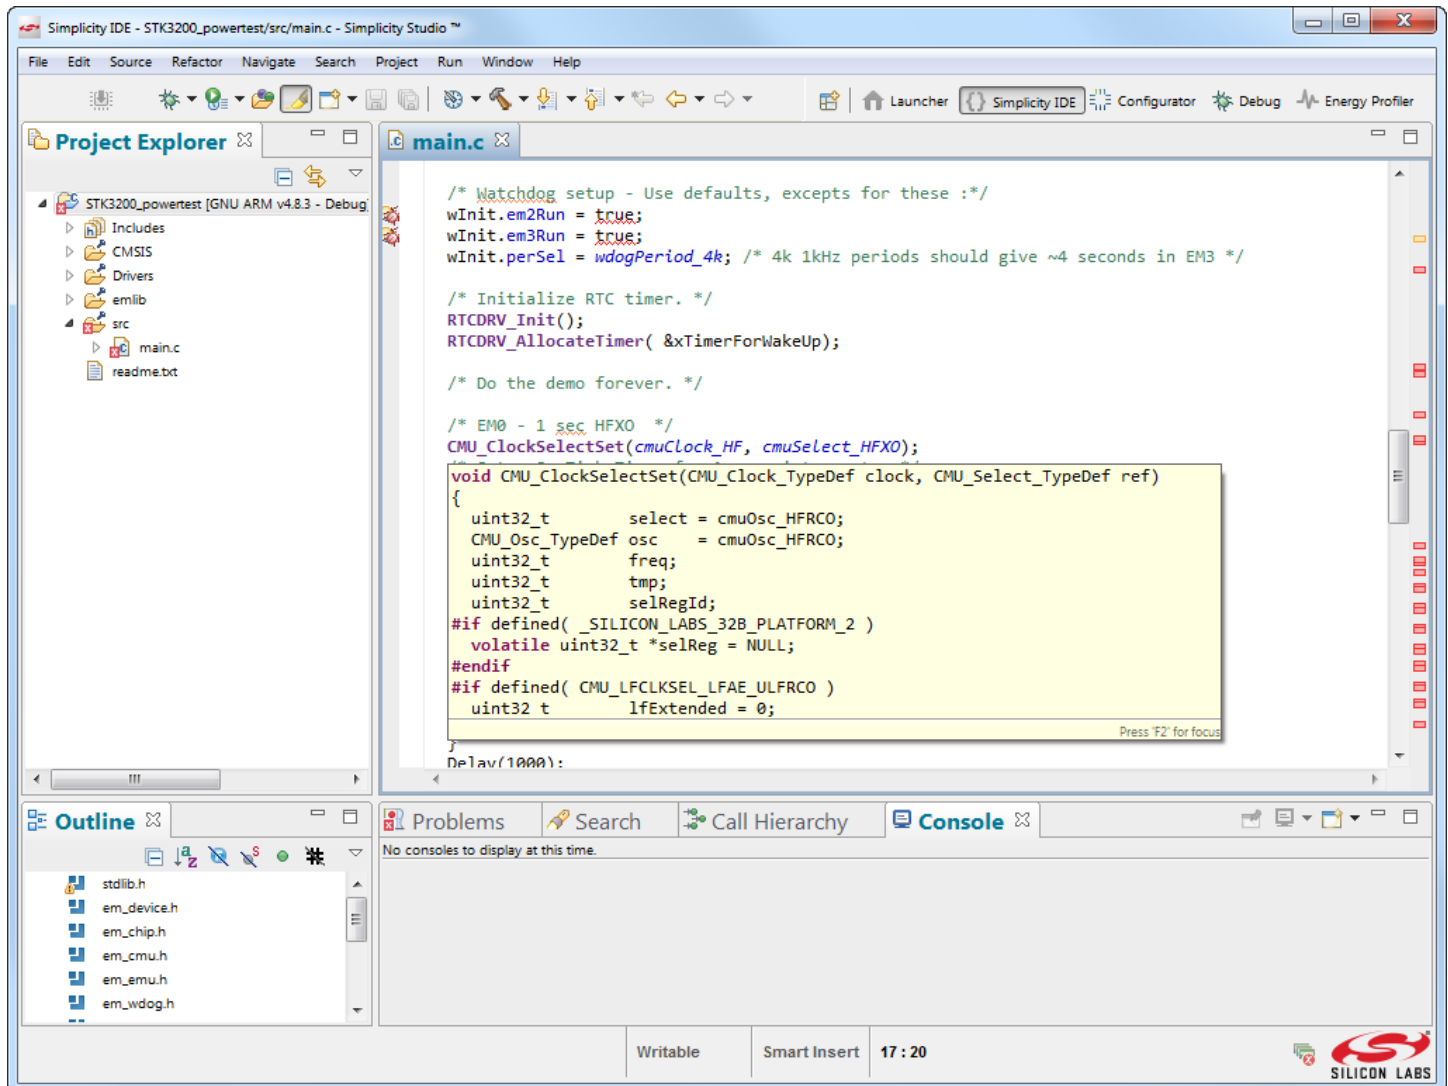 Simplicity IDE - STK3200_powertest/src/main.c - Simplicity Studio ™
File Edit Source Refactor Navigate Search Project Run Window Help
Launcher {} Simplicity IDE Configurator Debug Energy Profiler
Project Explorer
STK3200_powertest [GNU ARM v4.8.3 - Debug]
Includes
CMSIS
Drivers
emlib
src
main.c
readme.txt
main.c
/* Watchdog setup - Use defaults, excepts for these :*/
wInit.em2Run = true;
wInit.em3Run = true;
wInit.perSel = wdogPeriod_4k; /* 4k 1kHz periods should give ~4 seconds in EM3 */
/* Initialize RTC timer. */
RTCDRV_Init();
RTCDRV_AllocateTimer( &xTimerForWakeUp);
/* Do the demo forever. */
/* EM0 - 1 sec HFXO  */
CMU_ClockSelectSet(cmuClock_HF, cmuSelect_HFXO);
void CMU_ClockSelectSet(CMU_Clock_TypeDef clock, CMU_Select_TypeDef ref)
{
uint32_t        select = cmuOsc_HFRCO;
CMU_Osc_TypeDef osc    = cmuOsc_HFRCO;
uint32_t        freq;
uint32_t        tmp;
uint32_t        selRegId;
#if defined( _SILICON_LABS_32B_PLATFORM_2 )
volatile uint32_t *selReg = NULL;
#endif
#if defined( CMU_LFCLKSEL_LFAE_ULFRCO )
uint32_t        lfExtended = 0;
Press 'F2' for focus
}
Delay(1000);
Outline
stdlib.h
em_device.h
em_chip.h
em_cmu.h
em_emu.h
em_wdog.h
Problems Search Call Hierarchy Console
No consoles to display at this time.
Writable Smart Insert 17 : 20
SILICON LABS